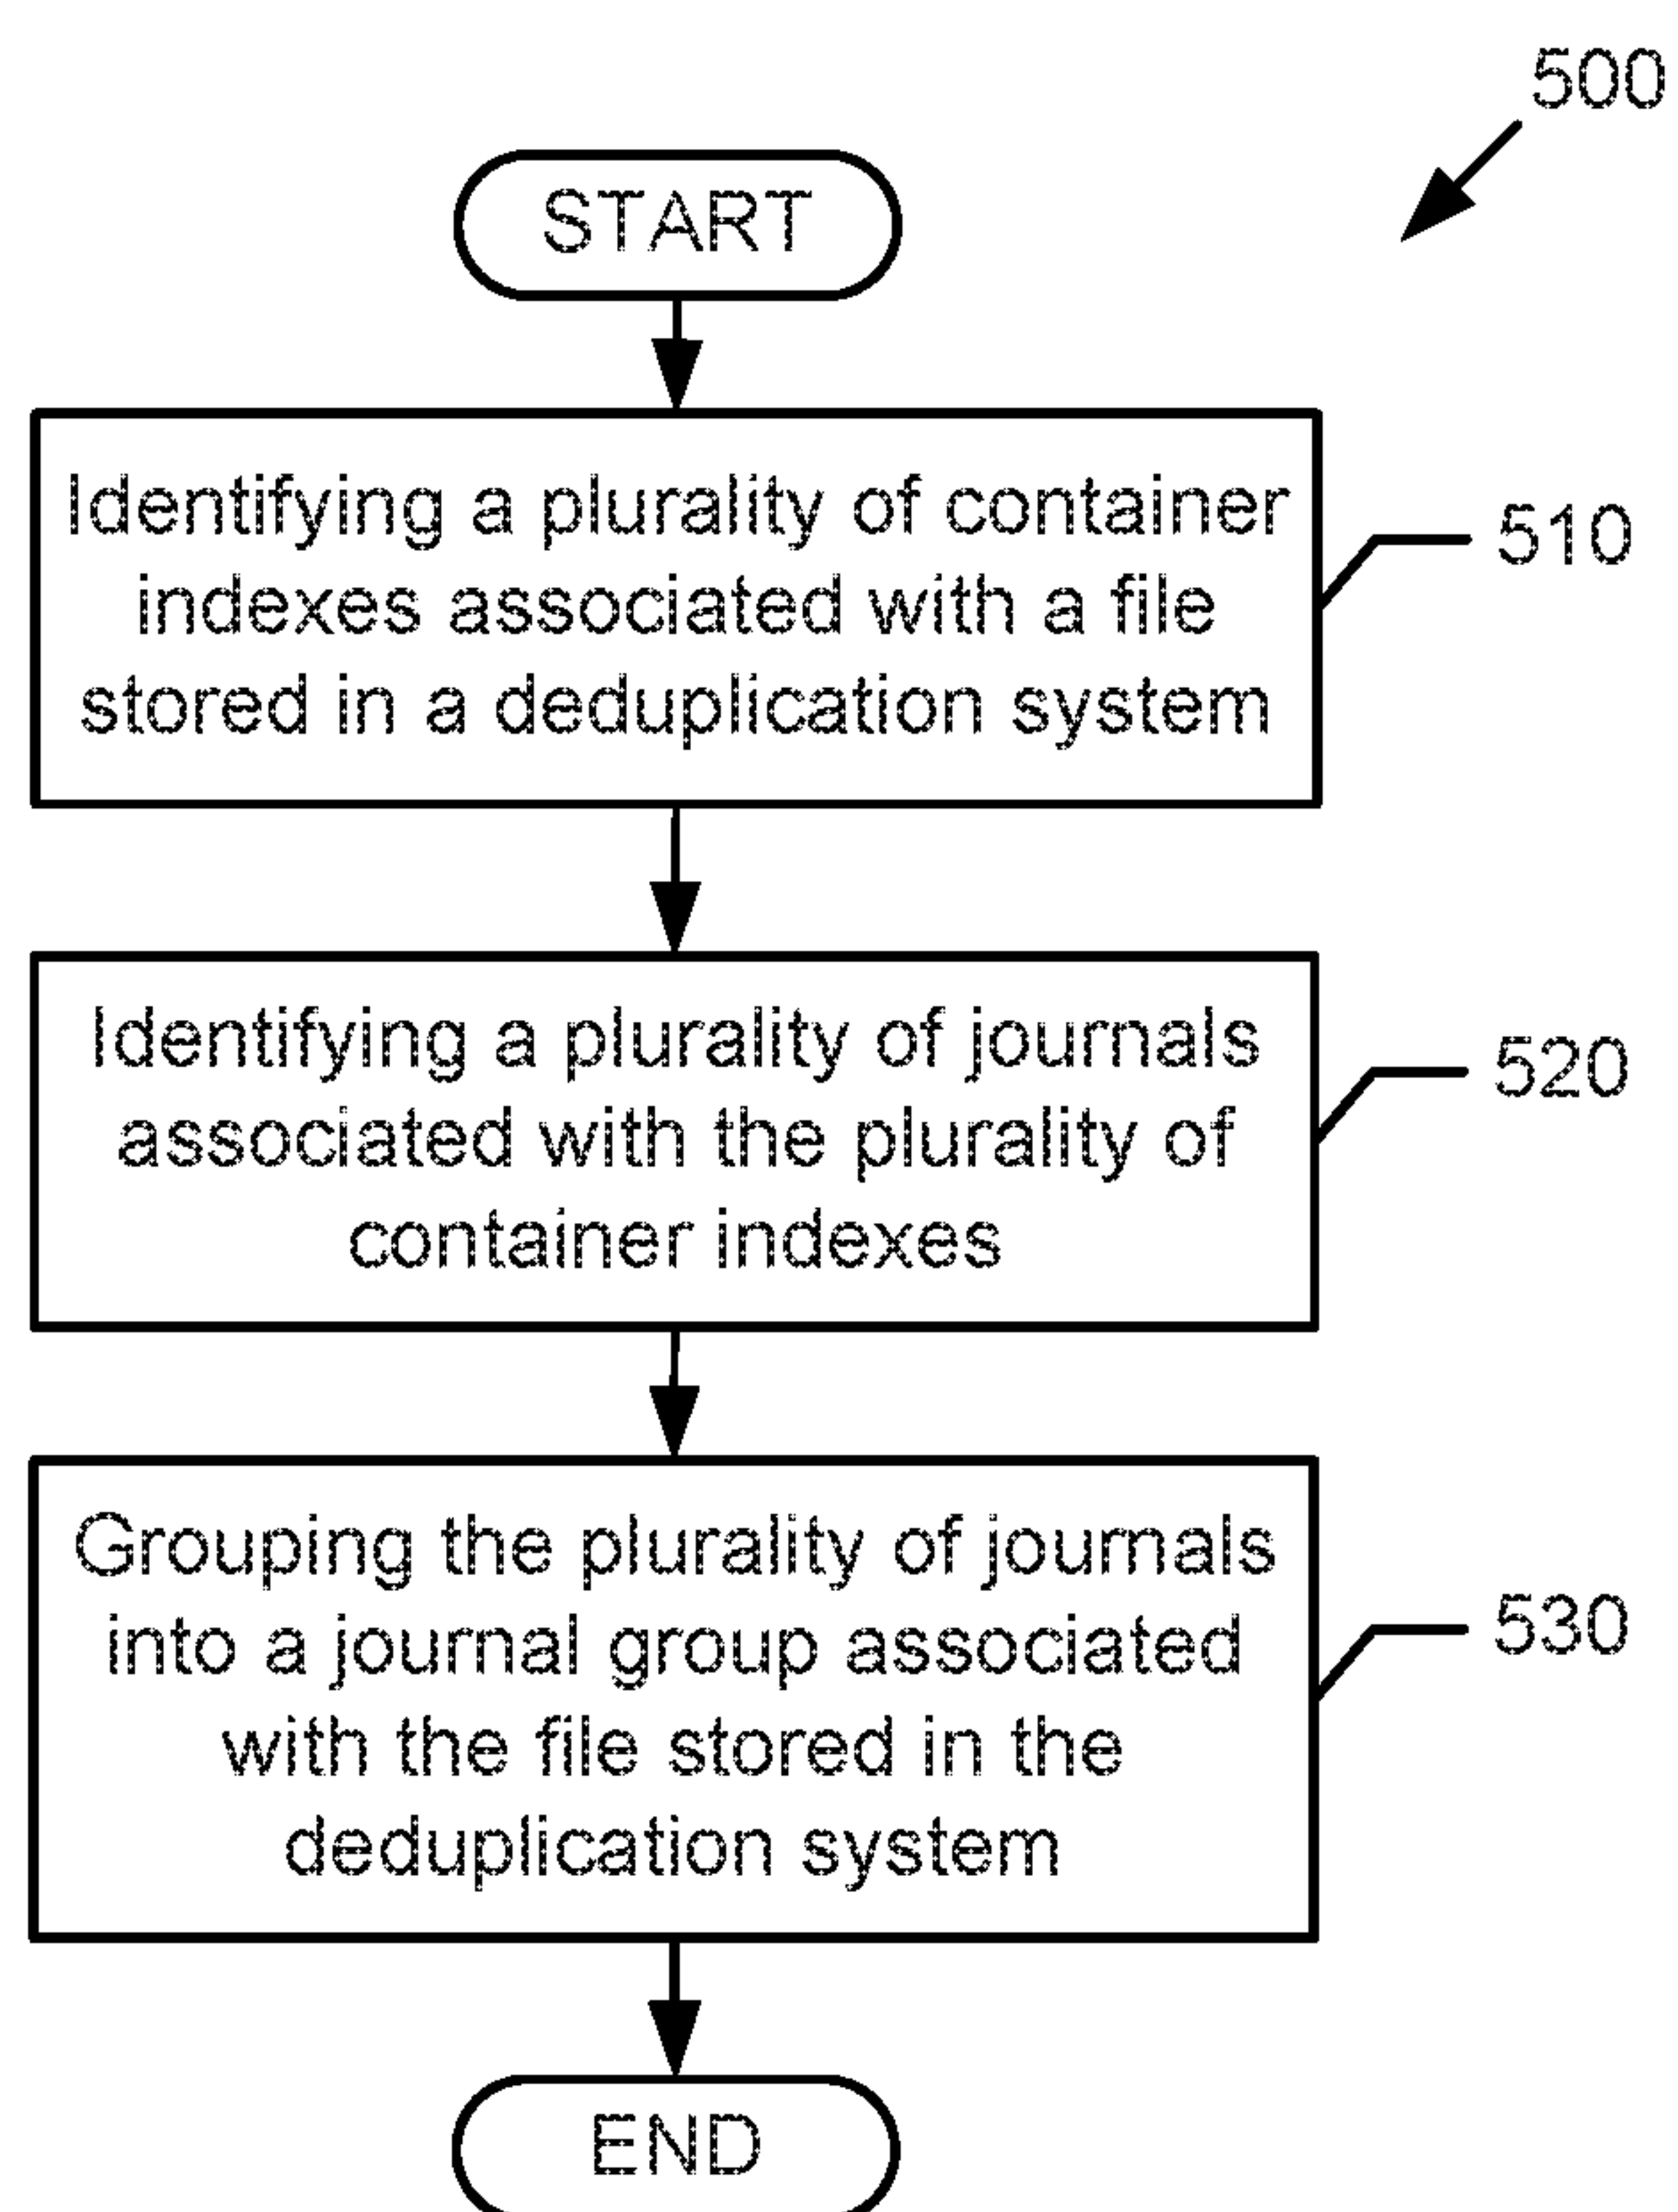 500
START
Identifying a plurality of container
indexes associated with a file
stored in a deduplication system
510
Identifying a plurality of journals
associated with the plurality of
container indexes
520
Grouping the plurality of journals
into a journal group associated
with the file stored in the
deduplication system
530
END